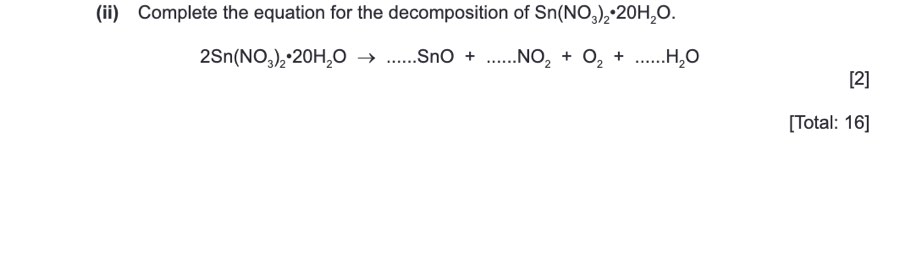 (ii) Complete the equation for the decomposition of Sn(NO₃)₂•20H₂O.
2Sn(NO₃)₂•20H₂O → ......SnO + ......NO₂ + O₂ + ......H₂O
[2]
[Total: 16]